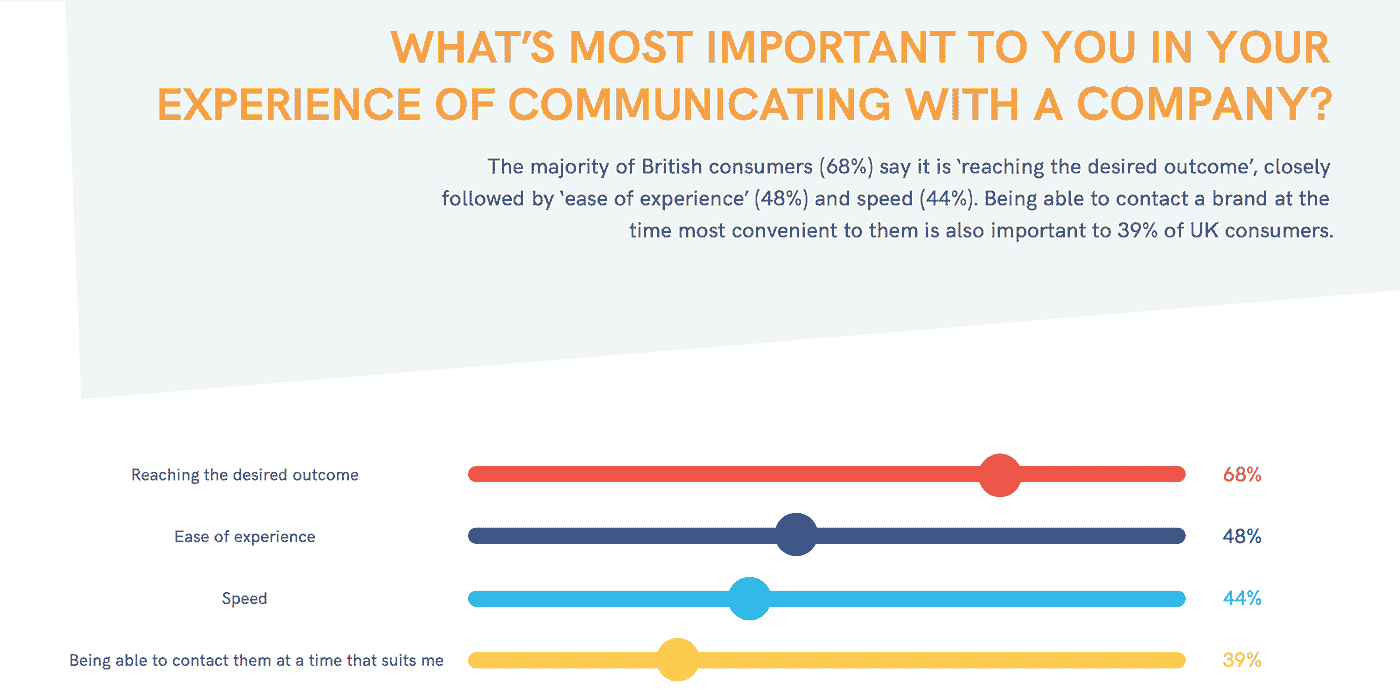 WHAT'S MOST IMPORTANT TO YOU IN YOUR
EXPERIENCE OF COMMUNICATING WITH A COMPANY?
The majority of British consumers (68%) say it is ‘reaching the desired outcome’, closely
followed by ‘ease of experience’ (48%) and speed (44%). Being able to contact a brand at the
time most convenient to them is also important to 39% of UK consumers.
Reaching the desired outcome 68%
Ease of experience 48%
Speed 44%
Being able to contact them at a time that suits me 39%